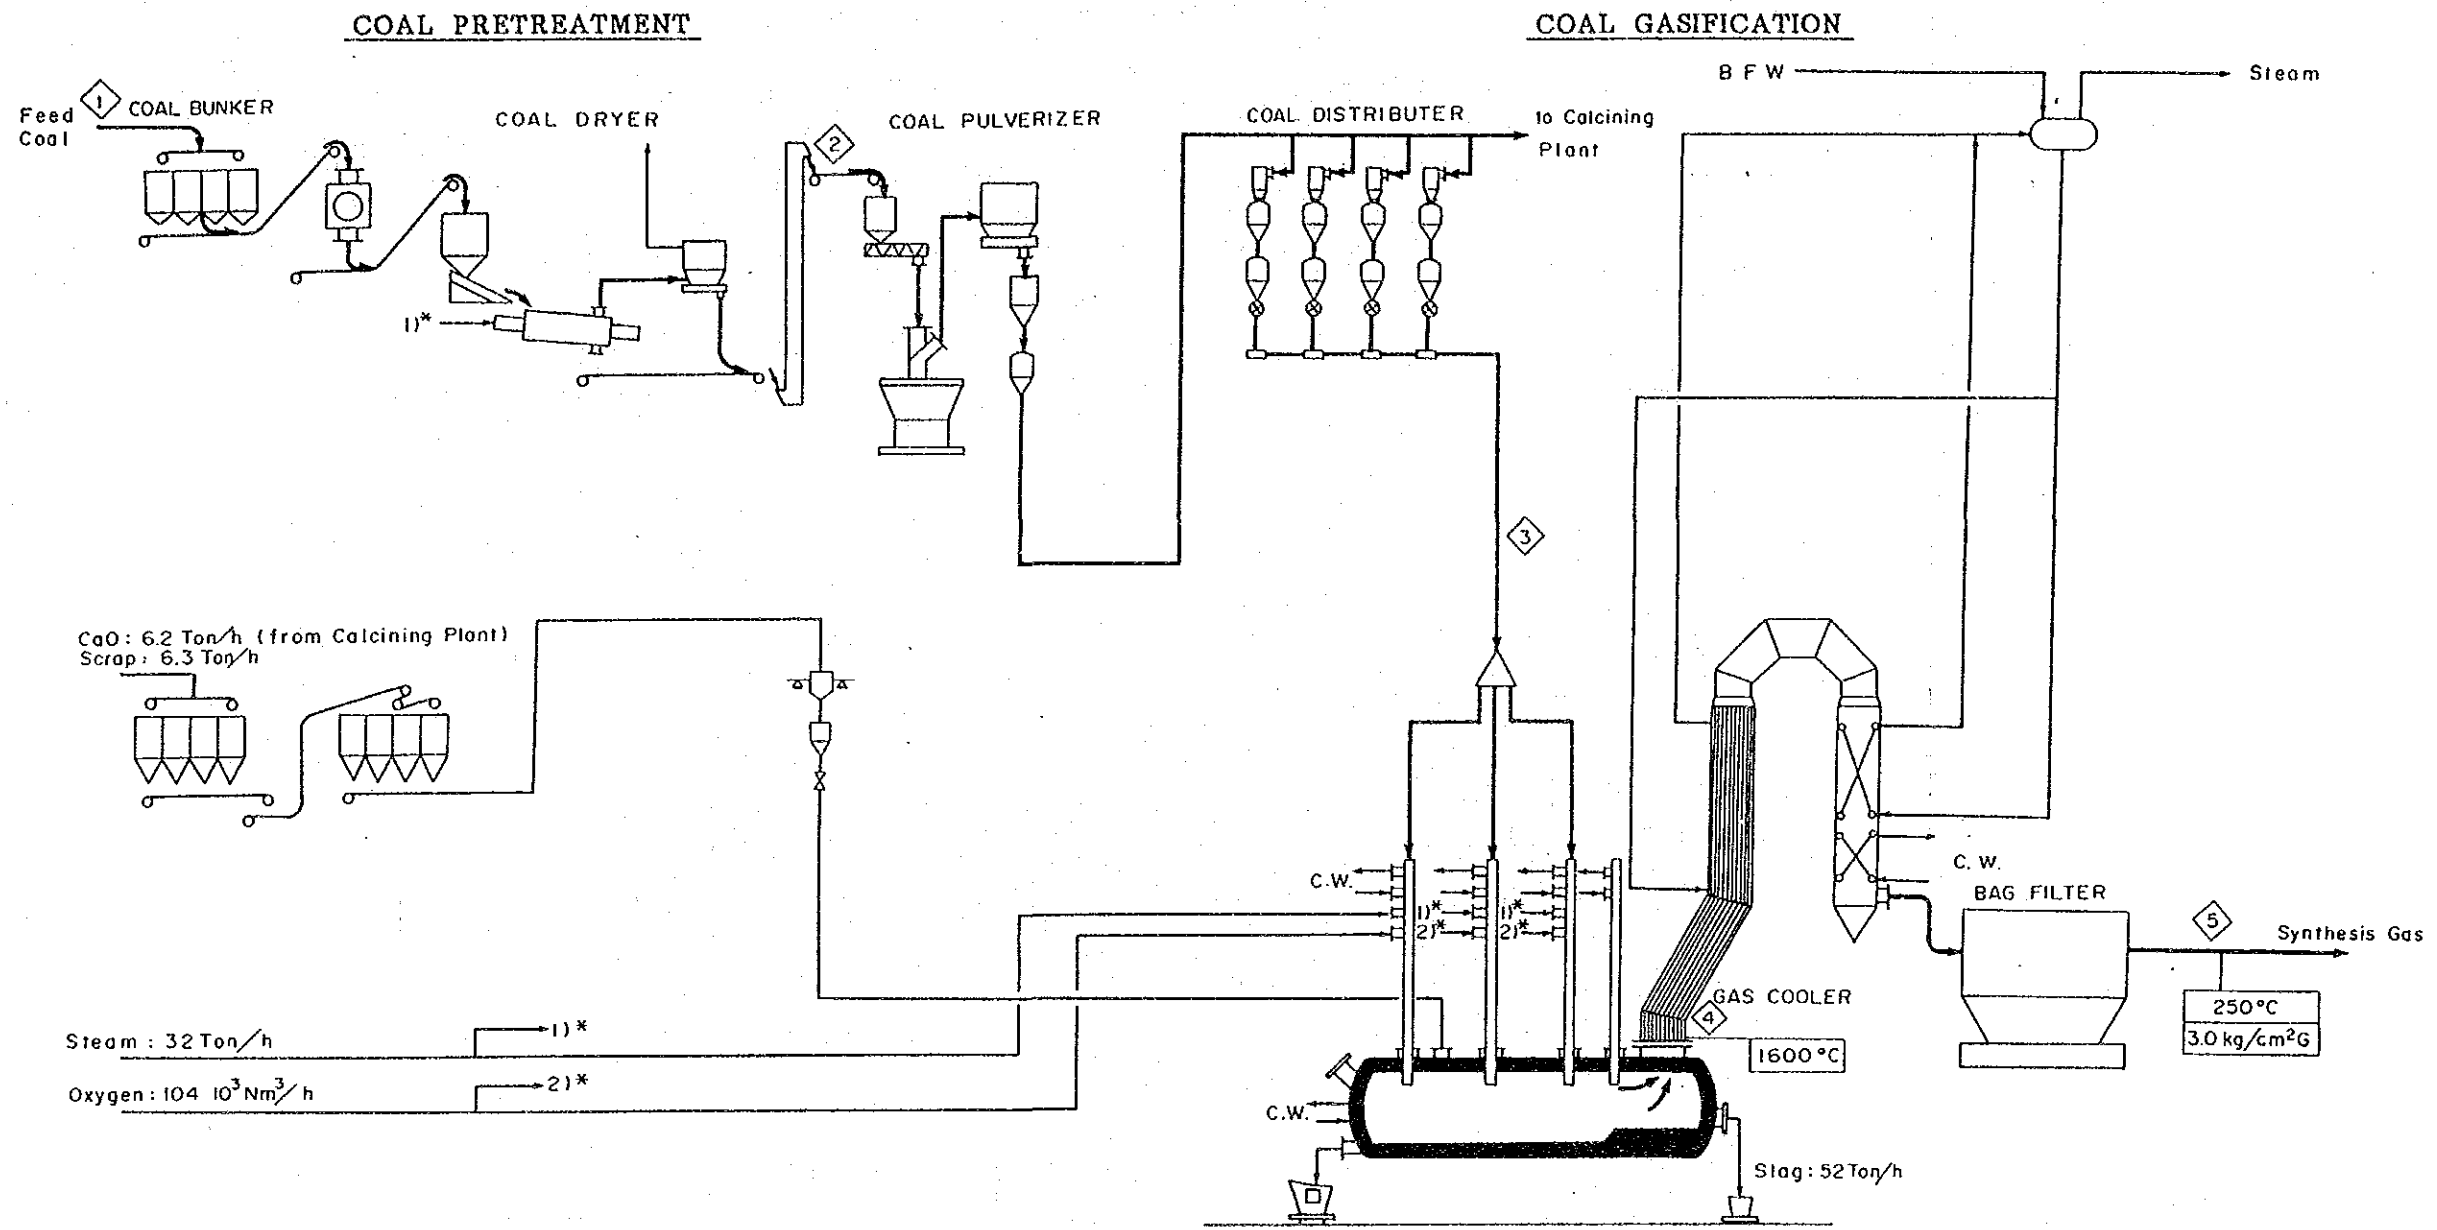 COAL PRETREATMENT
COAL GASIFICATION
Feed
Coal
1
COAL BUNKER
COAL DRYER
2
COAL PULVERIZER
COAL DISTRIBUTER
to Calcining
Plant
BFW
Steam
1)*
3
CaO: 6.2 Ton/h (from Calcining Plant)
Scrap: 6.3 Ton/h
C.W.
1)*
2)*
1)*
2)*
C.W.
BAG FILTER
5
Synthesis Gas
250°C
3.0 kg/cm²G
GAS COOLER
4
1600°C
Steam : 32 Ton/h
1)*
Oxygen : 104 10³Nm³/h
2)*
C.W.
Slag : 52 Ton/h